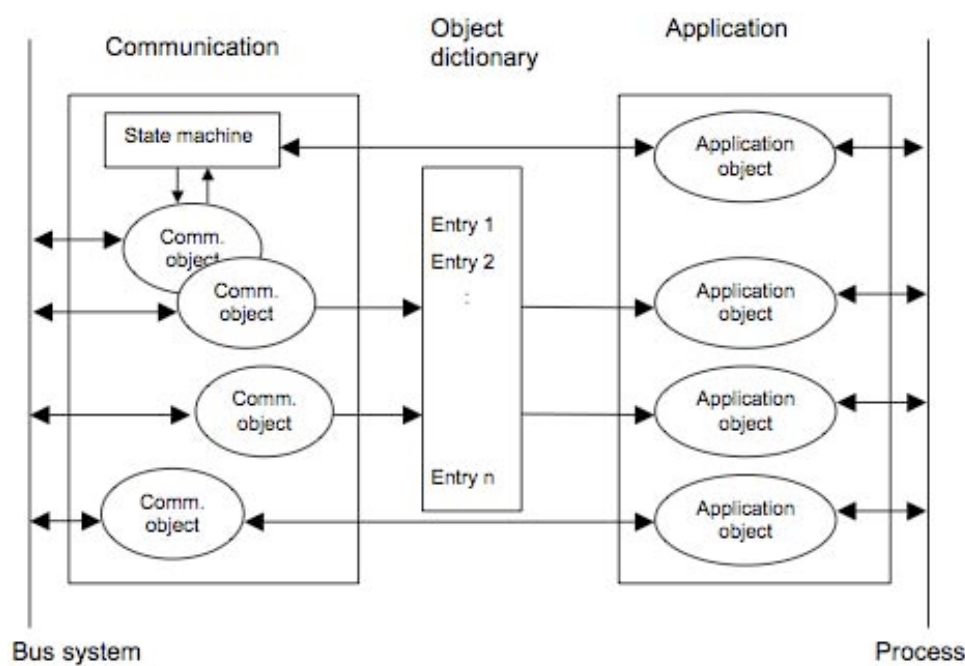 Communication
Object
dictionary
Application
State machine
Comm.
object
Comm.
object
Comm.
object
Comm.
object
Entry 1
Entry 2
:
Entry n
Application
object
Application
object
Application
object
Application
object
Bus system
Process